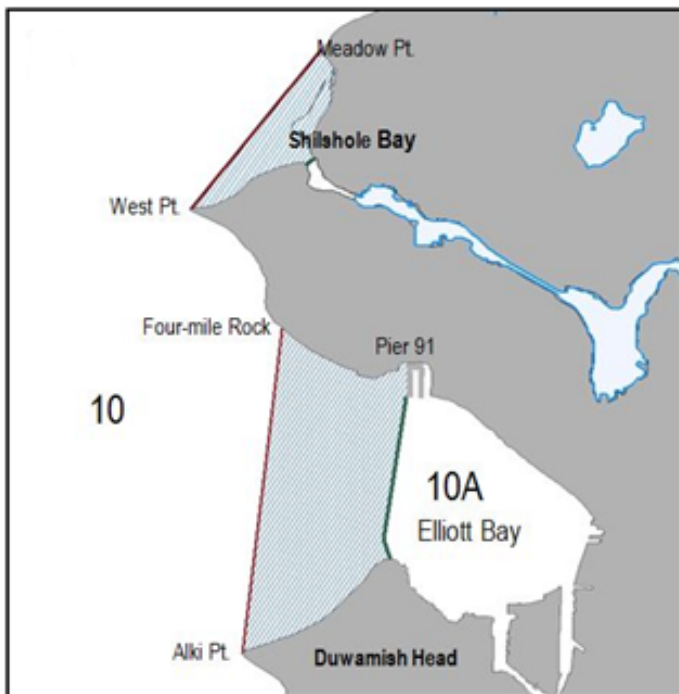 Meadow Pt.
Shilshole Bay
West Pt.
Four-mile Rock
Pier 91
10
10A
Elliott Bay
Alki Pt.
Duwamish Head